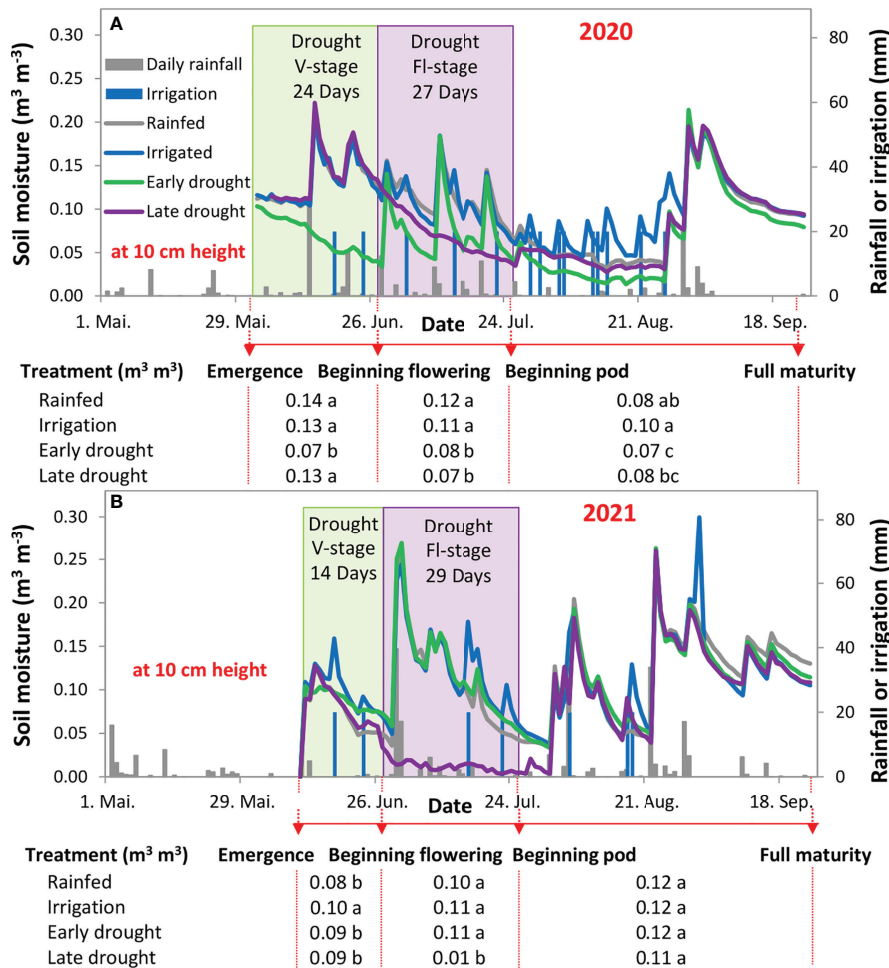 A
2020
Soil moisture (m³ m⁻³)
Rainfall or irrigation (mm)
0.30
0.25
0.20
0.15
0.10
0.05
0.00
80
60
40
20
0
Daily rainfall
Irrigation
Rainfed
Irrigated
Early drought
Late drought
Drought
V-stage
24 Days
Drought
Fl-stage
27 Days
at 10 cm height
1. Mai. 29. Mai 26. Jun. Date 24. Jul. 21. Aug. 18. Sep.
Treatment (m³ m³) Emergence Beginning flowering Beginning pod Full maturity
Rainfed 0.14 a 0.12 a 0.08 ab
Irrigation 0.13 a 0.11 a 0.10 a
Early drought 0.07 b 0.08 b 0.07 c
Late drought 0.13 a 0.07 b 0.08 bc
B
2021
Soil moisture (m³ m⁻³)
Rainfall or irrigation (mm)
0.30
0.25
0.20
0.15
0.10
0.05
0.00
80
60
40
20
0
Drought
V-stage
14 Days
Drought
Fl-stage
29 Days
at 10 cm height
1. Mai. 29. Mai. 26. Jun. Date 24. Jul. 21. Aug. 18. Sep.
Treatment (m³ m³) Emergence Beginning flowering Beginning pod Full maturity
Rainfed 0.08 b 0.10 a 0.12 a
Irrigation 0.10 a 0.11 a 0.12 a
Early drought 0.09 b 0.11 a 0.12 a
Late drought 0.09 b 0.01 b 0.11 a